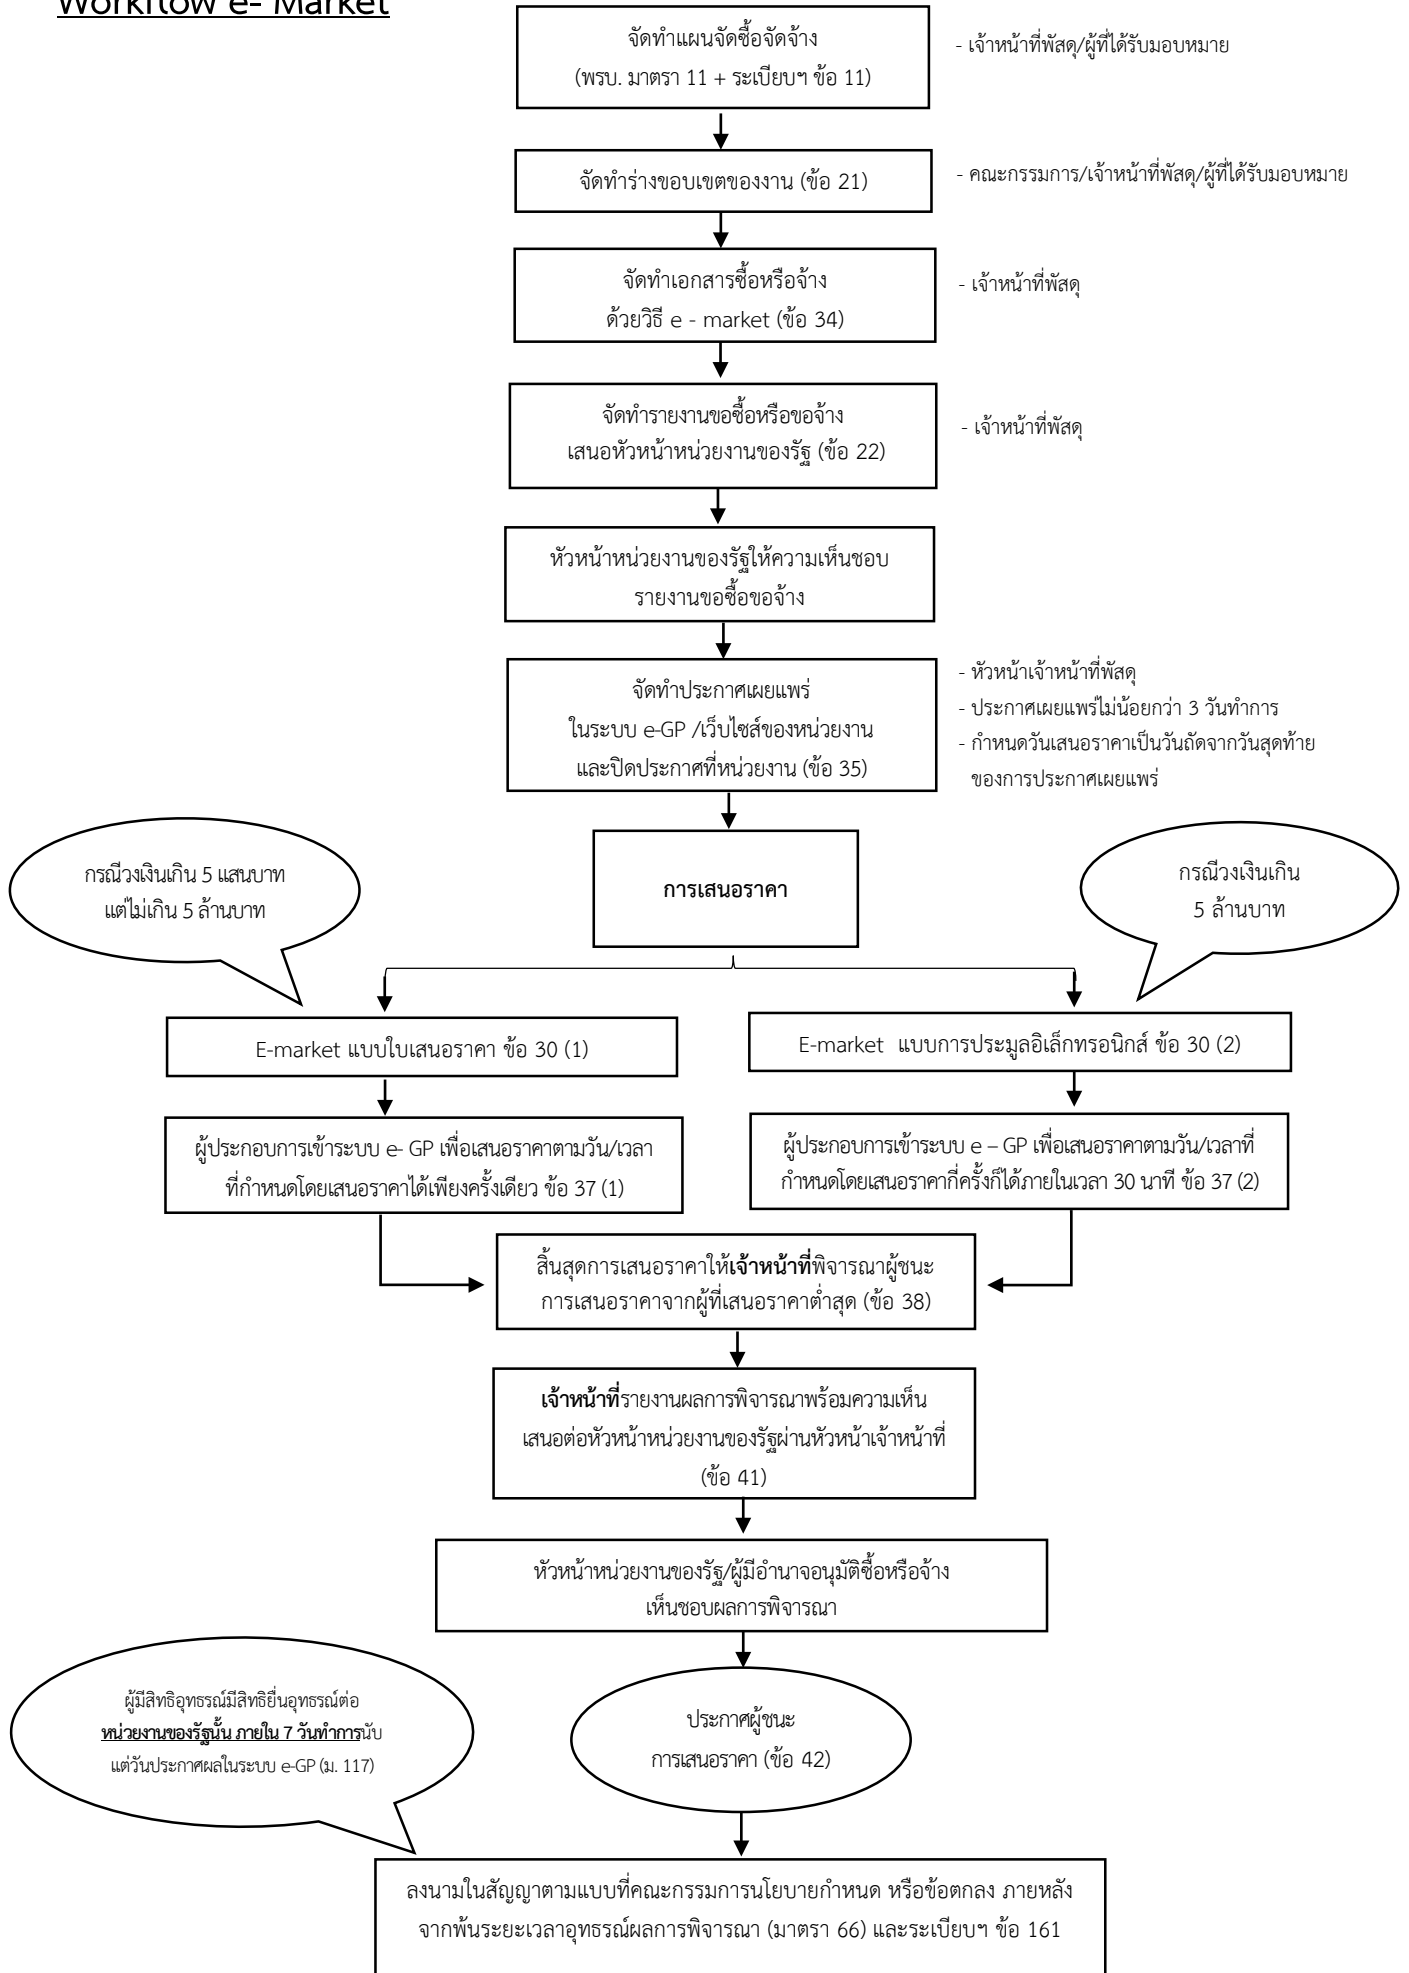 Workflow e- Market
จัดทำแผนจัดซื้อจัดจ้าง
(พรบ. มาตรา 11 + ระเบียบฯ ข้อ 11)
- เจ้าหน้าที่พัสดุ/ผู้ที่ได้รับมอบหมาย
จัดทำร่างขอบเขตของงาน (ข้อ 21)
- คณะกรรมการ/เจ้าหน้าที่พัสดุ/ผู้ที่ได้รับมอบหมาย
จัดทำเอกสารซื้อหรือจ้าง
ด้วยวิธี e - market (ข้อ 34)
- เจ้าหน้าที่พัสดุ
จัดทำรายงานขอซื้อหรือขอจ้าง
เสนอหัวหน้าหน่วยงานของรัฐ (ข้อ 22)
- เจ้าหน้าที่พัสดุ
หัวหน้าหน่วยงานของรัฐให้ความเห็นชอบ
รายงานขอซื้อขอจ้าง
จัดทำประกาศเผยแพร่
ในระบบ e-GP /เว็บไซส์ของหน่วยงาน
และปิดประกาศที่หน่วยงาน (ข้อ 35)
- หัวหน้าเจ้าหน้าที่พัสดุ
- ประกาศเผยแพร่ไม่น้อยกว่า 3 วันทำการ
- กำหนดวันเสนอราคาเป็นวันถัดจากวันสุดท้าย
ของการประกาศเผยแพร่
กรณีวงเงินเกิน 5 แสนบาท
แต่ไม่เกิน 5 ล้านบาท
การเสนอราคา
กรณีวงเงินเกิน
5 ล้านบาท
E-market แบบใบเสนอราคา ข้อ 30 (1)
E-market แบบการประมูลอิเล็กทรอนิกส์ ข้อ 30 (2)
ผู้ประกอบการเข้าระบบ e- GP เพื่อเสนอราคาตามวัน/เวลา
ที่กำหนดโดยเสนอราคาได้เพียงครั้งเดียว ข้อ 37 (1)
ผู้ประกอบการเข้าระบบ e – GP เพื่อเสนอราคาตามวัน/เวลาที่
กำหนดโดยเสนอราคากี่ครั้งก็ได้ภายในเวลา 30 นาที ข้อ 37 (2)
สิ้นสุดการเสนอราคาให้เจ้าหน้าที่พิจารณาผู้ชนะ
การเสนอราคาจากผู้ที่เสนอราคาต่ำสุด (ข้อ 38)
เจ้าหน้าที่รายงานผลการพิจารณาพร้อมความเห็น
เสนอต่อหัวหน้าหน่วยงานของรัฐผ่านหัวหน้าเจ้าหน้าที่
(ข้อ 41)
หัวหน้าหน่วยงานของรัฐ/ผู้มีอำนาจอนุมัติซื้อหรือจ้าง
เห็นชอบผลการพิจารณา
ผู้มีสิทธิอุทธรณ์มีสิทธิยื่นอุทธรณ์ต่อ
หน่วยงานของรัฐนั้น ภายใน 7 วันทำการนับ
แต่วันประกาศผลในระบบ e-GP (ม. 117)
ประกาศผู้ชนะ
การเสนอราคา (ข้อ 42)
ลงนามในสัญญาตามแบบที่คณะกรรมการนโยบายกำหนด หรือข้อตกลง ภายหลัง
จากพ้นระยะเวลาอุทธรณ์ผลการพิจารณา (มาตรา 66) และระเบียบฯ ข้อ 161